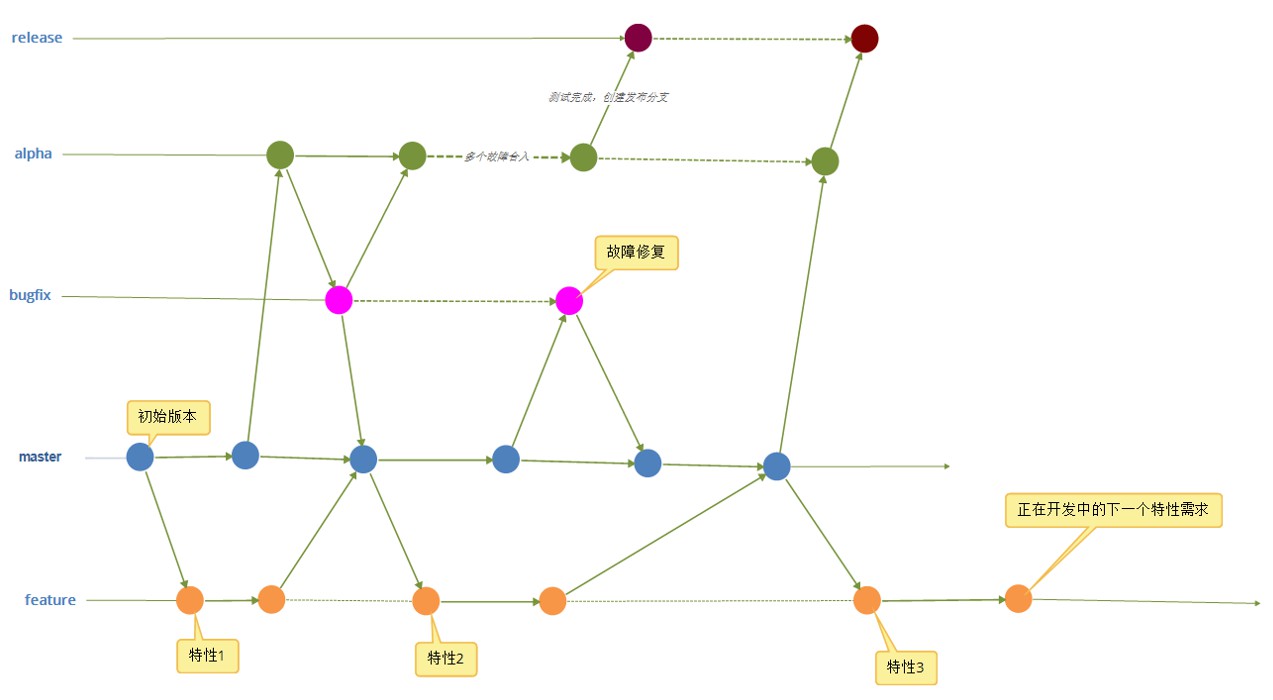 release
测试完成，创建发布分支
alpha
多个故障合入
故障修复
bugfix
初始版本
master
正在开发中的下一个特性需求
feature
特性1
特性2
特性3